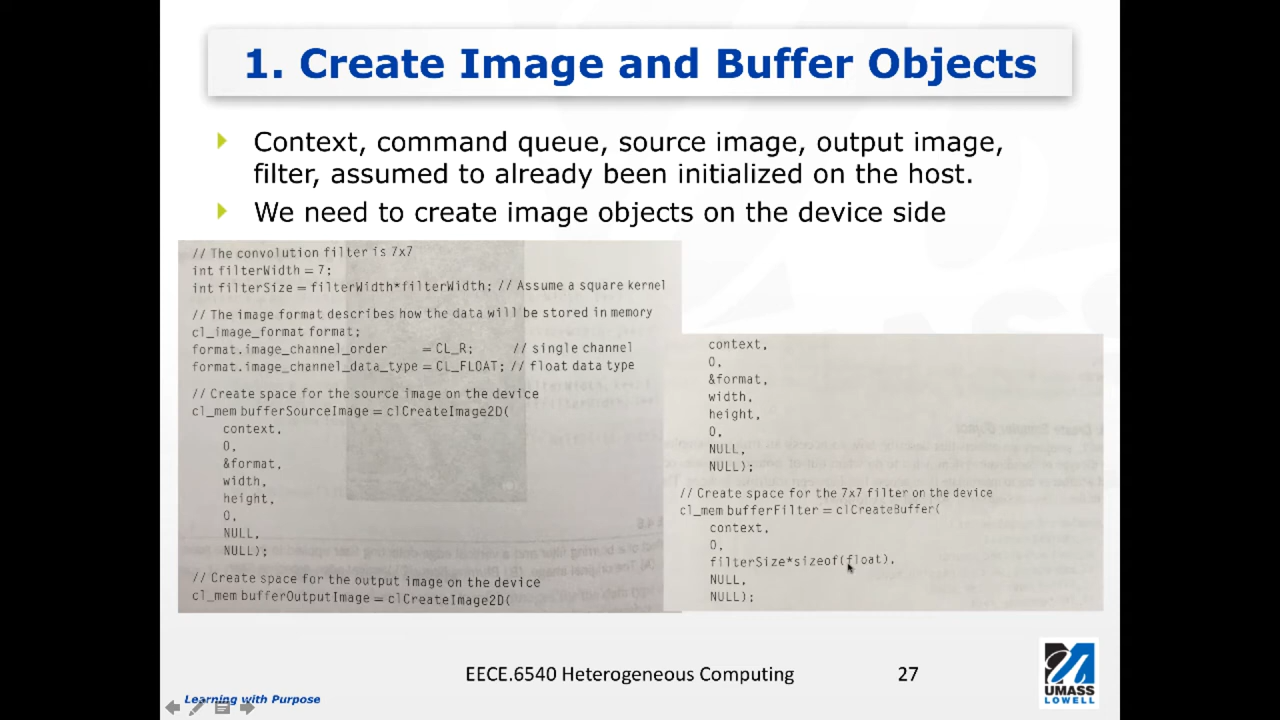 1. Create Image and Buffer Objects
Context, command queue, source image, output image,
filter, assumed to already been initialized on the host.
We need to create image objects on the device side
// The convolution filter is 7x7
int filterWidth = 7;
int filterSize = filterWidth*filterWidth; // Assume a square kernel
// The image format describes how the data will be stored in memory
cl_image_format format;
format.image_channel_order = CL_R; // single channel
format.image_channel_data_type = CL_FLOAT; // float data type
// Create space for the source image on the device
cl_mem bufferSourceImage = clCreateImage2D(
context,
0,
&format,
width,
height,
0,
NULL,
NULL);
// Create space for the output image on the device
cl_mem bufferOutputImage = clCreateImage2D(
context,
0,
&format,
width,
height,
0,
NULL,
NULL);
// Create space for the 7x7 filter on the device
cl_mem bufferFilter = clCreateBuffer(
context,
0,
filterSize*sizeof(float),
NULL,
NULL);
EECE.6540 Heterogeneous Computing
27
UMASS
LOWELL
Learning with Purpose